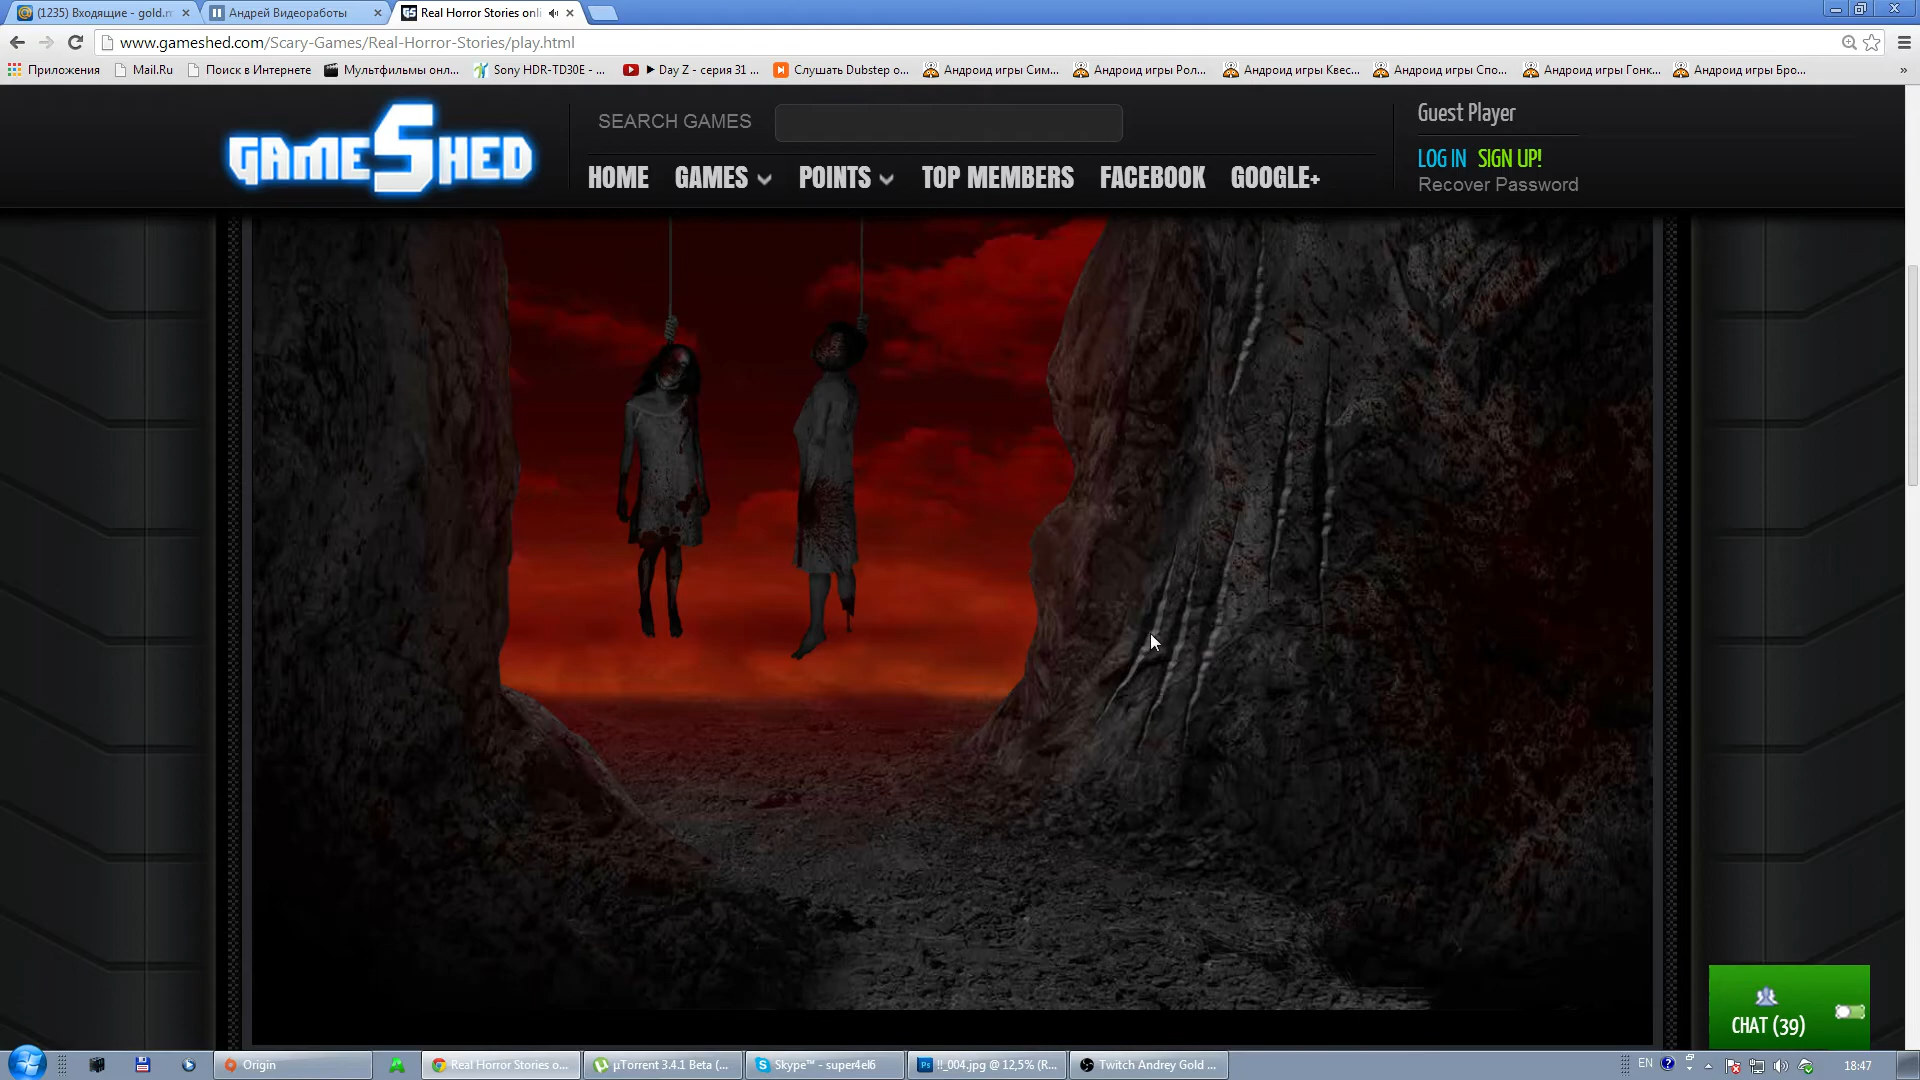 (1235) Входящие - gold.m
Андрей Видеоработы
Real Horror Stories onli
www.gameshed.com/Scary-Games/Real-Horror-Stories/play.html
Приложения
Mail.Ru
Поиск в Интернете
Мультфильмы онл...
Sony HDR-TD30E - ...
Day Z - серия 31 ...
Слушать Dubstep о...
Андроид игры Сим...
Андроид игры Рол...
Андроид игры Квес...
Андроид игры Спо...
Андроид игры Гонк...
Андроид игры Бро...
GAMESHED
SEARCH GAMES
Guest Player
HOME
GAMES
POINTS
TOP MEMBERS
FACEBOOK
GOOGLE+
LOG IN SIGN UP!
Recover Password
CHAT (39)
Origin
Real Horror Stories o...
µTorrent 3.4.1 Beta (...
Skype™ - super4el6
!!_004.jpg @ 12,5% (R...
Twitch Andrey Gold ...
EN
18:47